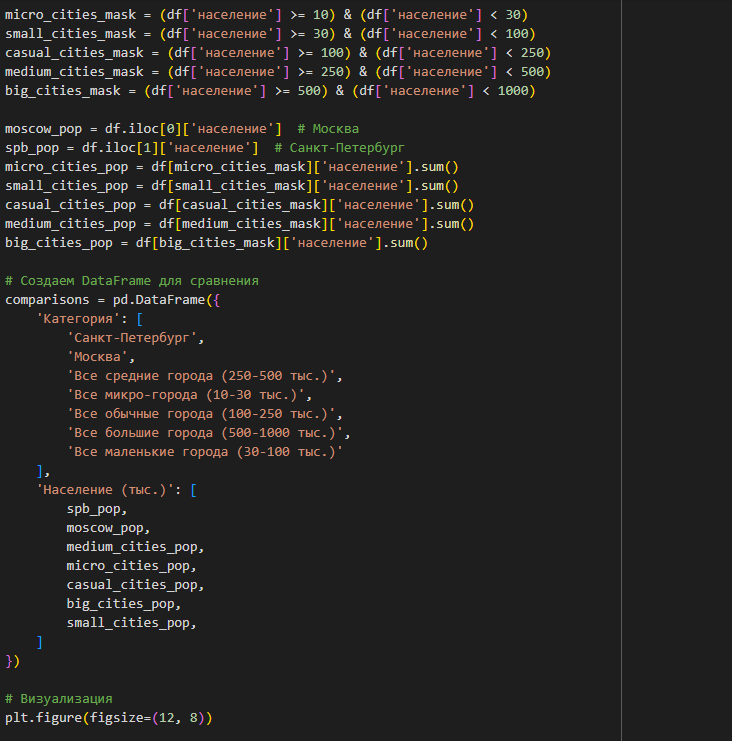 micro_cities_mask = (df['население'] >= 10) & (df['население'] < 30)
small_cities_mask = (df['население'] >= 30) & (df['население'] < 100)
casual_cities_mask = (df['население'] >= 100) & (df['население'] < 250)
medium_cities_mask = (df['население'] >= 250) & (df['население'] < 500)
big_cities_mask = (df['население'] >= 500) & (df['население'] < 1000)

moscow_pop = df.iloc[0]['население']  # Москва
spb_pop = df.iloc[1]['население']  # Санкт-Петербург
micro_cities_pop = df[micro_cities_mask]['население'].sum()
small_cities_pop = df[small_cities_mask]['население'].sum()
casual_cities_pop = df[casual_cities_mask]['население'].sum()
medium_cities_pop = df[medium_cities_mask]['население'].sum()
big_cities_pop = df[big_cities_mask]['население'].sum()

# Создаем DataFrame для сравнения
comparisons = pd.DataFrame({
    'Категория': [
        'Санкт-Петербург',
        'Москва',
        'Все средние города (250-500 тыс.)',
        'Все микро-города (10-30 тыс.)',
        'Все обычные города (100-250 тыс.)',
        'Все большие города (500-1000 тыс.)',
        'Все маленькие города (30-100 тыс.)'
    ],
    'Население (тыс.)': [
        spb_pop,
        moscow_pop,
        medium_cities_pop,
        micro_cities_pop,
        casual_cities_pop,
        big_cities_pop,
        small_cities_pop,
    ]
})

# Визуализация
plt.figure(figsize=(12, 8))